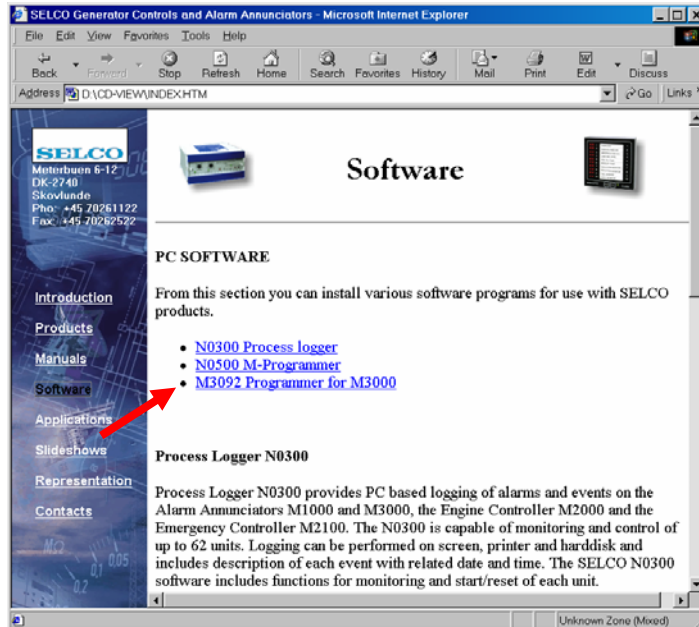 SELCO Generator Controls and Alarm Annunciators - Microsoft Internet Explorer
File Edit View Favorites Tools Help
Back Forward Stop Refresh Home Search Favorites History Mail Print Edit Discuss
Address D:\CD-VIEW\INDEX.HTM Go Links
SELCO
Meterbuen 6-12
DK-2740
Skovlunde
Pho: +45 70261122
Fax: +45 70262522
Introduction
Products
Manuals
Software
Applications
Slideshows
Representation
Contacts
Software
PC SOFTWARE
From this section you can install various software programs for use with SELCO
products.
N0300 Process logger
N0500 M-Programmer
M3092 Programmer for M3000
Process Logger N0300
Process Logger N0300 provides PC based logging of alarms and events on the
Alarm Annunciators M1000 and M3000, the Engine Controller M2000 and the
Emergency Controller M2100. The N0300 is capable of monitoring and control of
up to 62 units. Logging can be performed on screen, printer and harddisk and
includes description of each event with related date and time. The SELCO N0300
software includes functions for monitoring and start/reset of each unit.
Unknown Zone (Mixed)